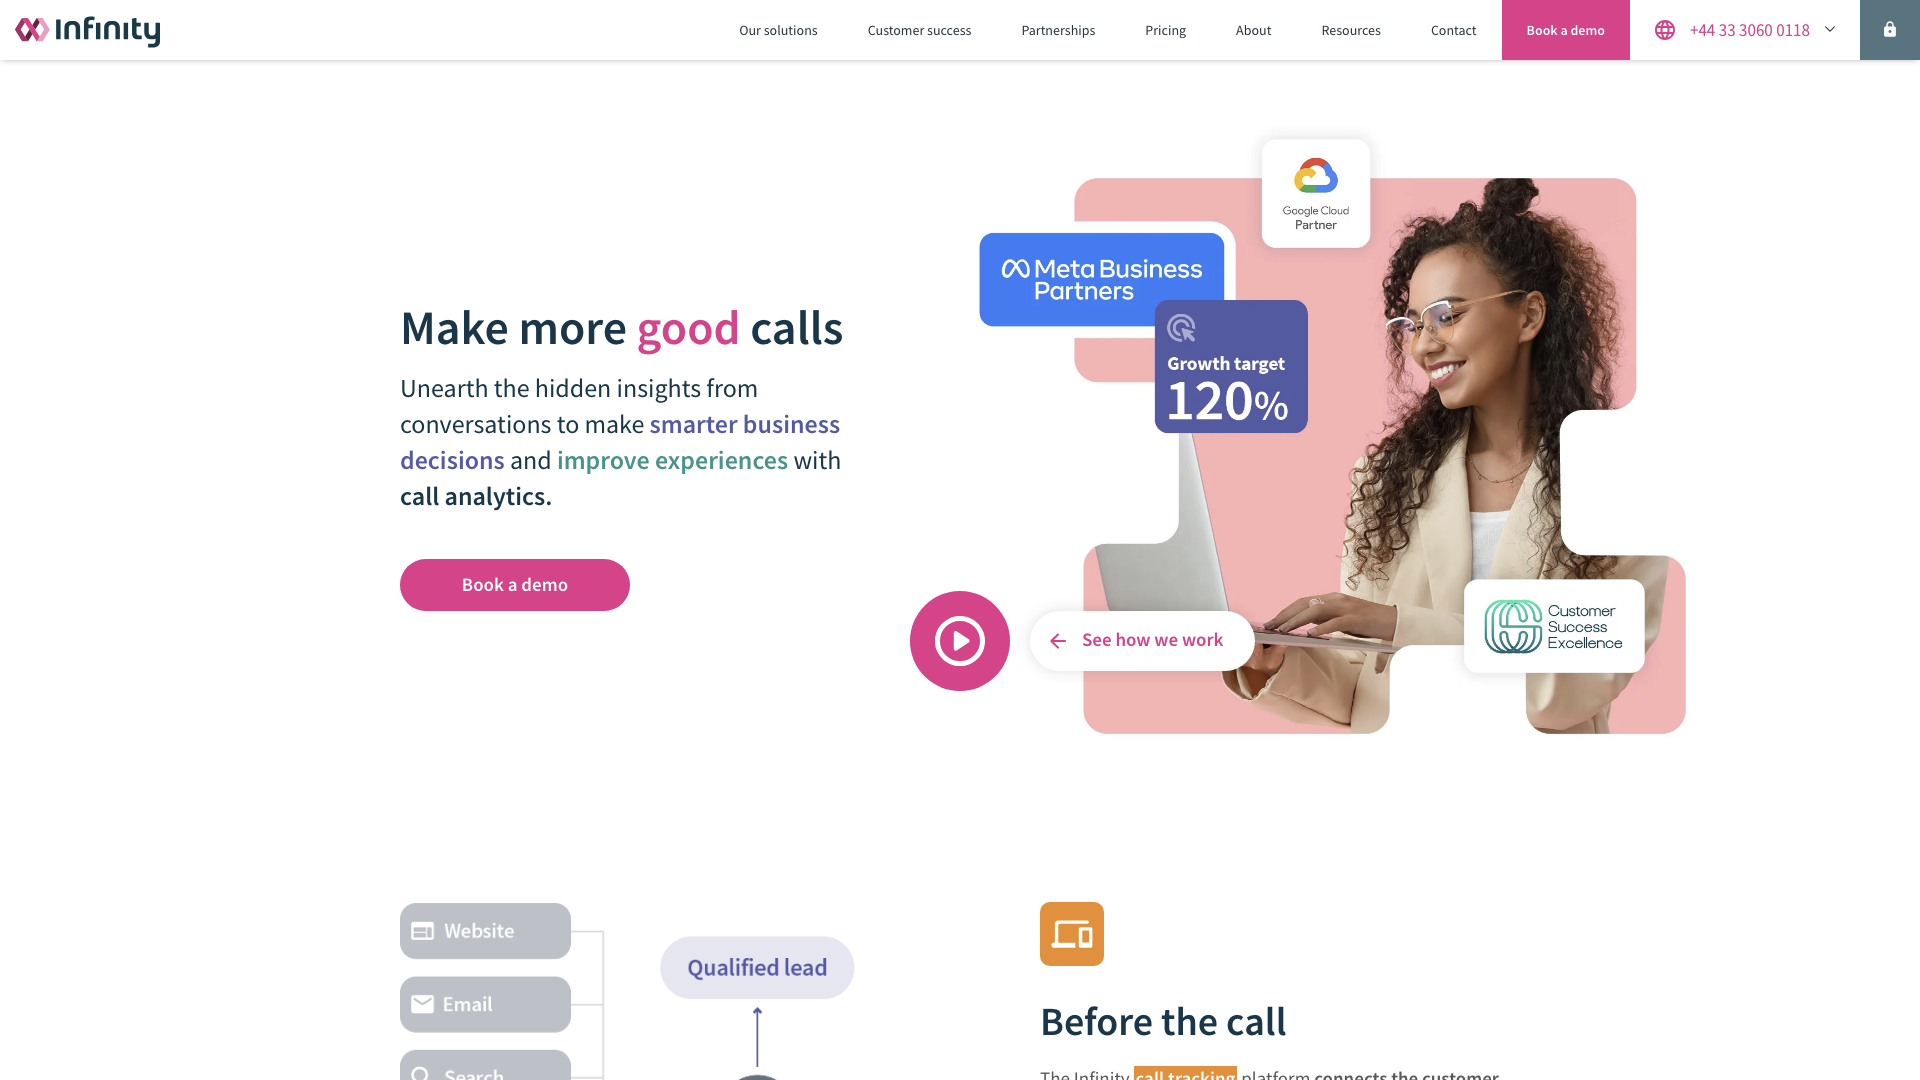 Infinity
Our solutions
Customer success
Partnerships
Pricing
About
Resources
Contact
Book a demo
+44 33 3060 0118
Google Cloud
Partner
Meta Business
Partners
Growth target
120%
Make more good calls
Unearth the hidden insights from
conversations to make smarter business
decisions and improve experiences with
call analytics.
Book a demo
See how we work
Customer
Success
Excellence
Website
Email
Search
Qualified lead
Before the call
The Infinity call tracking platform connects the customer